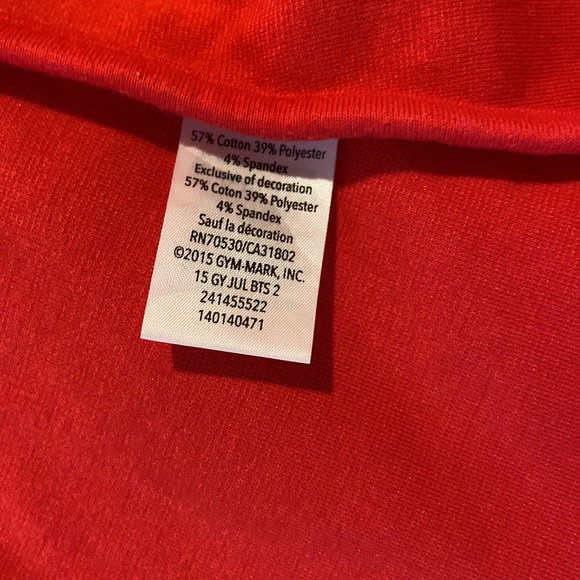 57% Cotton 39% Polyester
4% Spandex
Exclusive of decoration
57% Coton 39% Polyester
4% Spandex
Sauf la décoration
RN70530/CA31802
©2015 GYM-MARK, INC.
15 GY JUL BTS 2
241455522
140140471